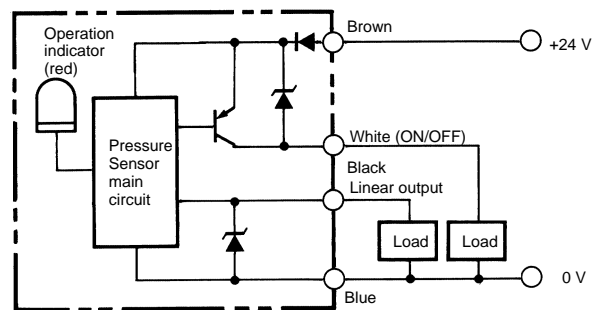 Operation
indicator
(red)
Brown
+24 V
Pressure
Sensor
main
circuit
White (ON/OFF)
Black
Linear output
Load
Load
0 V
Blue